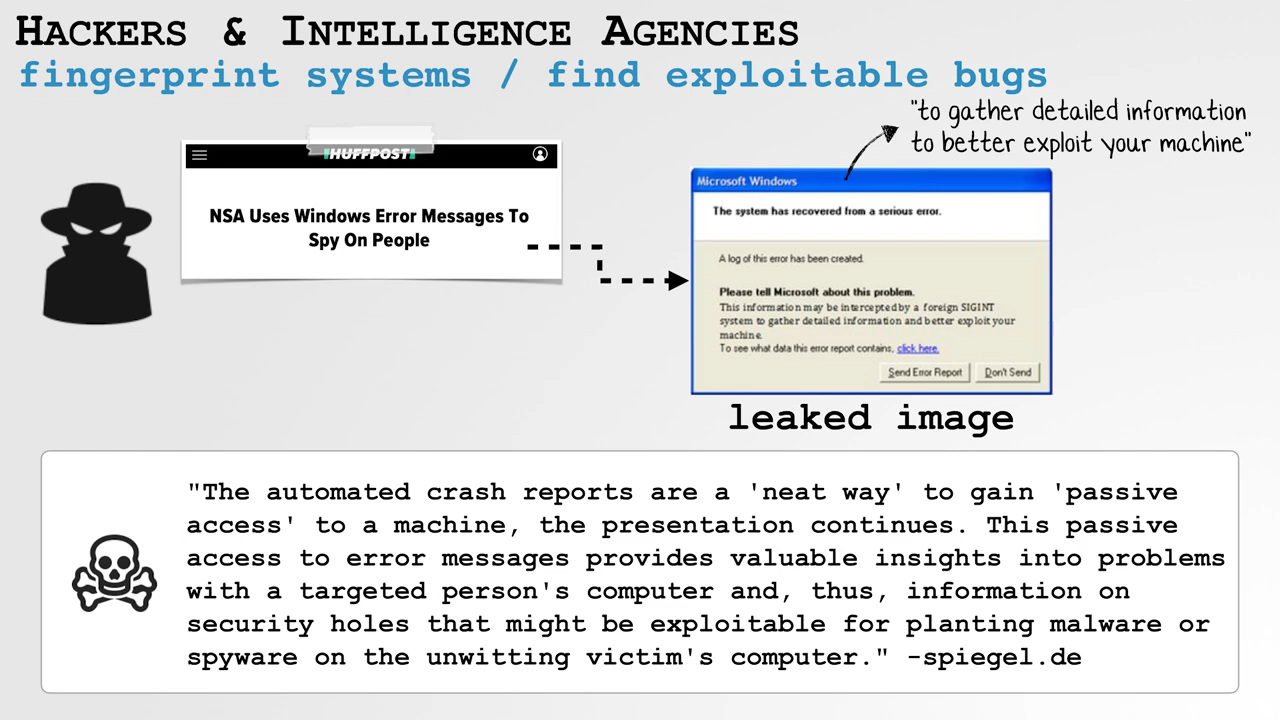 HACKERS & INTELLIGENCE AGENCIES
fingerprint systems / find exploitable bugs
"to gather detailed information
to better exploit your machine"
HUFFPOST
NSA Uses Windows Error Messages To
Spy On People
Microsoft Windows
The system has recovered from a serious error.
A log of this error has been created.
Please tell Microsoft about this problem.
This information may be intercepted by a foreign SIGINT
system to gather detailed information and better exploit your
machine.
To see what data this error report contains, click here.
Send Error Report
Don't Send
leaked image
"The automated crash reports are a 'neat way' to gain 'passive
access' to a machine, the presentation continues. This passive
access to error messages provides valuable insights into problems
with a targeted person's computer and, thus, information on
security holes that might be exploitable for planting malware or
spyware on the unwitting victim's computer." -spiegel.de